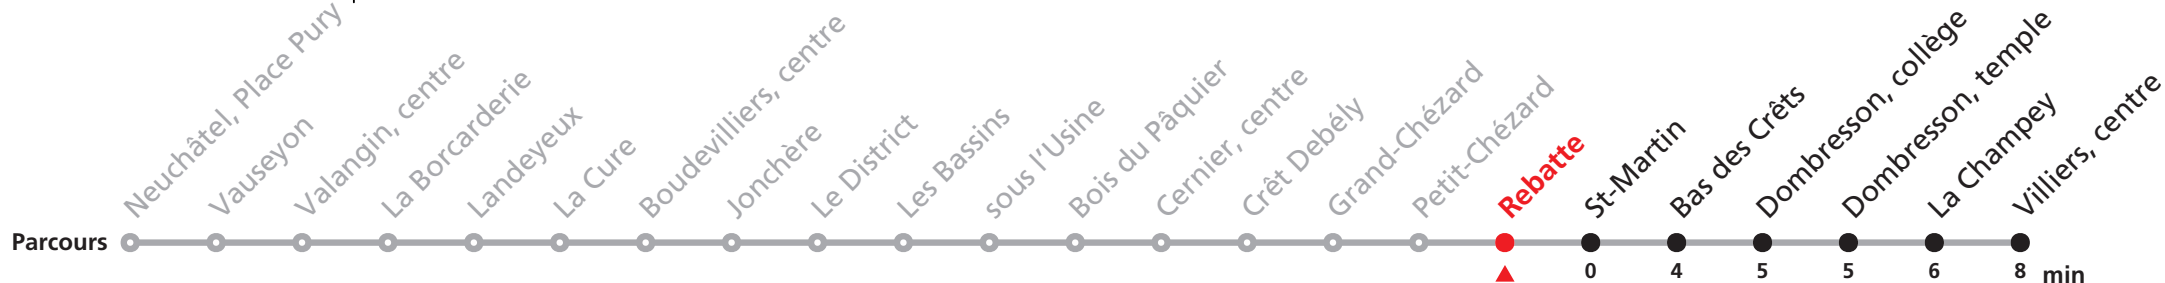 Neuchâtel, Place Pury
Vauseyon
Valangin, centre
La Borcarderie
Landeyeux
La Cure
Boudevilliers, centre
Jonchère
Le District
Les Bassins
sous l'Usine
Bois du Pâquier
Cernier, centre
Crêt Debély
Grand-Chézard
Petit-Chézard
Rebatte
St-Martin
Bas des Crêts
Dombresson, collège
Dombresson, temple
La Champey
Villiers, centre
Parcours
0 4 5 5 6 8 min